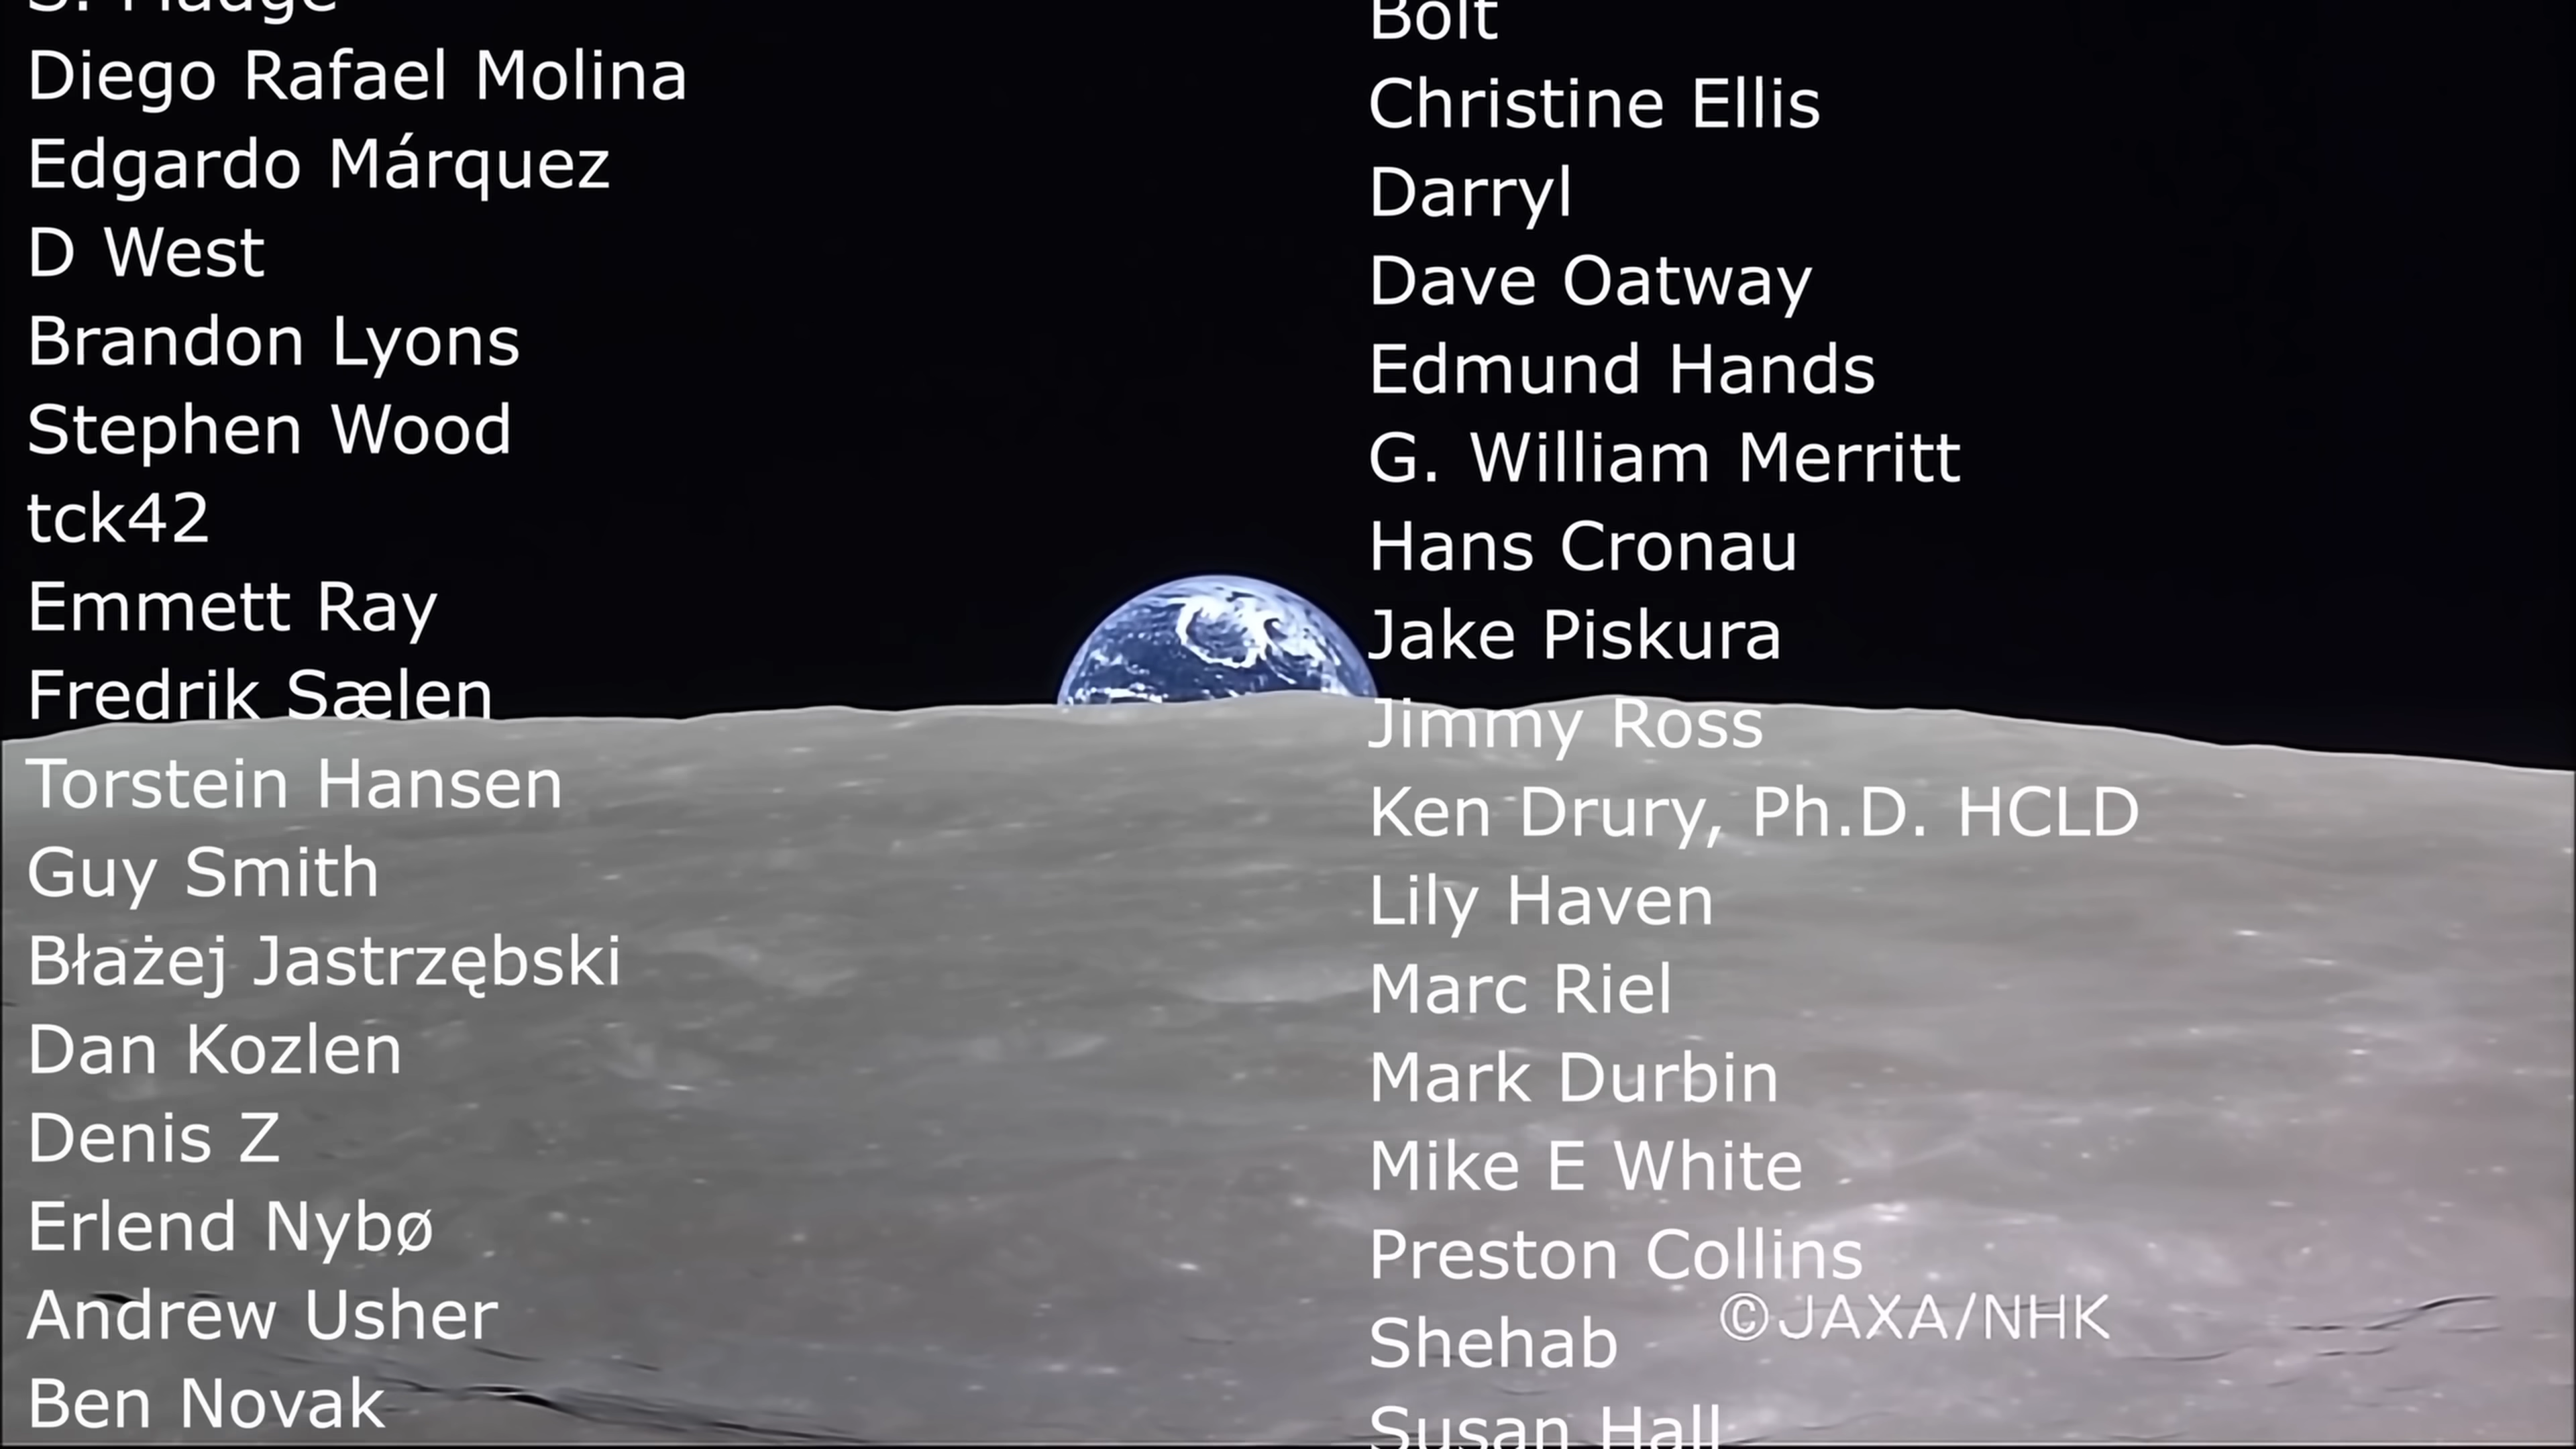 Diego Rafael Molina
Edgardo Márquez
D West
Brandon Lyons
Stephen Wood
tck42
Emmett Ray
Fredrik Sælen
Torstein Hansen
Guy Smith
Błażej Jastrzębski
Dan Kozlen
Denis Z
Erlend Nybø
Andrew Usher
Ben Novak
Bolt
Christine Ellis
Darryl
Dave Oatway
Edmund Hands
G. William Merritt
Hans Cronau
Jake Piskura
Jimmy Ross
Ken Drury, Ph.D. HCLD
Lily Haven
Marc Riel
Mark Durbin
Mike E White
Preston Collins
Shehab
Susan Hall
©JAXA/NHK